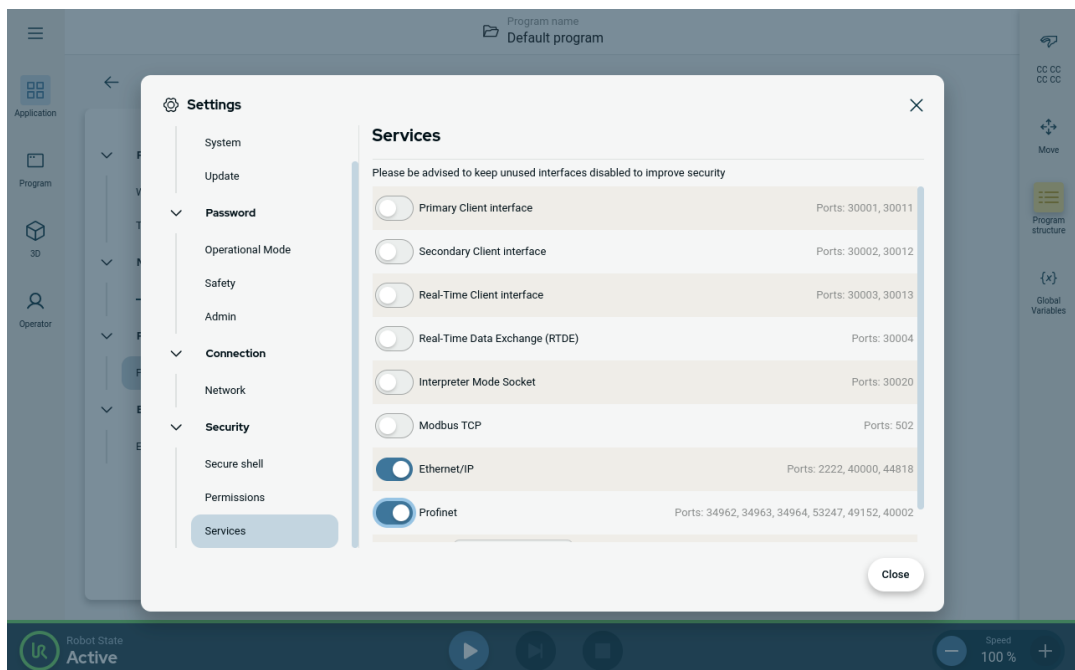 Program name
Default program
CC CC
CC CC
Application
Program
3D
Operator
Move
Program
structure
{x}
Global
Variables
Settings
System
Update
Password
Operational Mode
Safety
Admin
Connection
Network
Security
Secure shell
Permissions
Services
Services
Please be advised to keep unused interfaces disabled to improve security
Primary Client interface Ports: 30001, 30011
Secondary Client interface Ports: 30002, 30012
Real-Time Client interface Ports: 30003, 30013
Real-Time Data Exchange (RTDE) Ports: 30004
Interpreter Mode Socket Ports: 30020
Modbus TCP Ports: 502
Ethernet/IP Ports: 2222, 40000, 44818
Profinet Ports: 34962, 34963, 34964, 53247, 49152, 40002
Close
UR
Robot State
Active
Speed
100 %